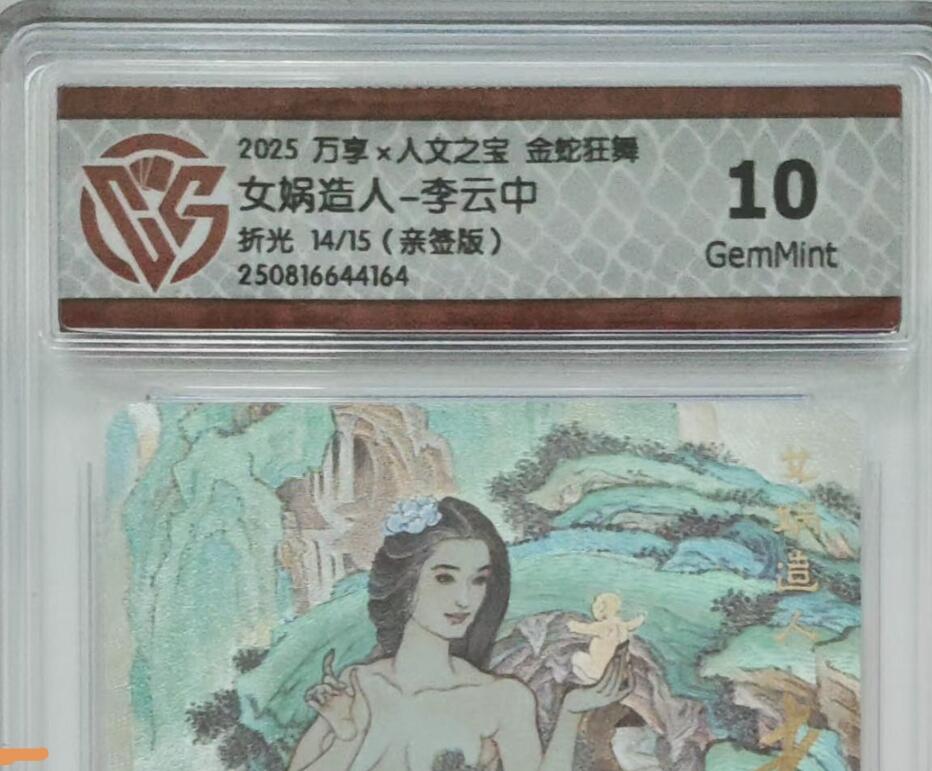 2025 万享×人文之宝 金蛇狂舞
女娲造人-李云中
折光 14/15（亲签版）
250816644164
10
GemMint
女娲造人
女